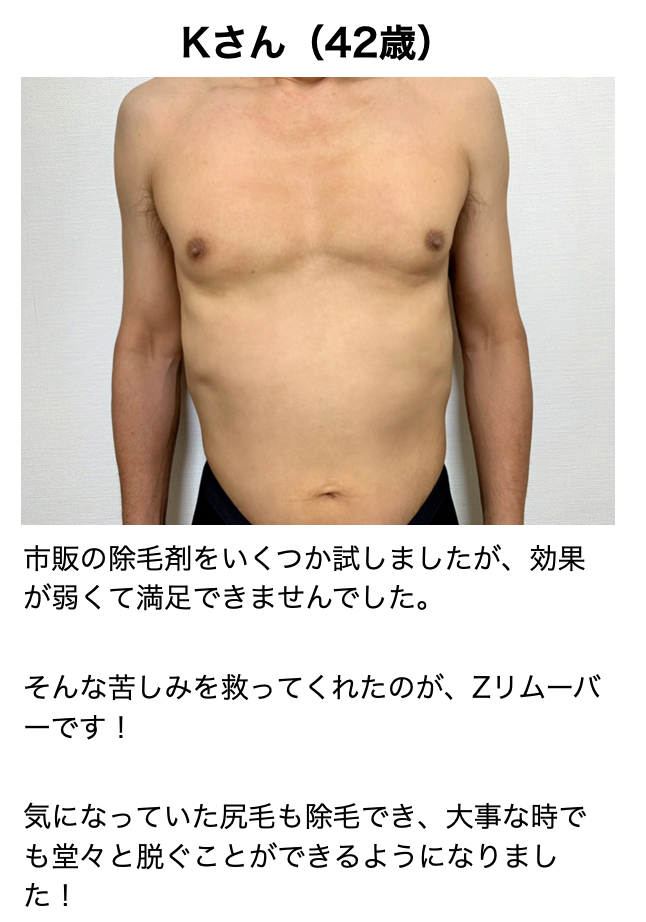 Kさん（42歳）
市販の除毛剤をいくつか試しましたが、効果
が弱くて満足できませんでした。
そんな苦しみを救ってくれたのが、Zリムーバ
ーです！
気になっていた尻毛も除毛でき、大事な時で
も堂々と脱ぐことができるようになりまし
た！